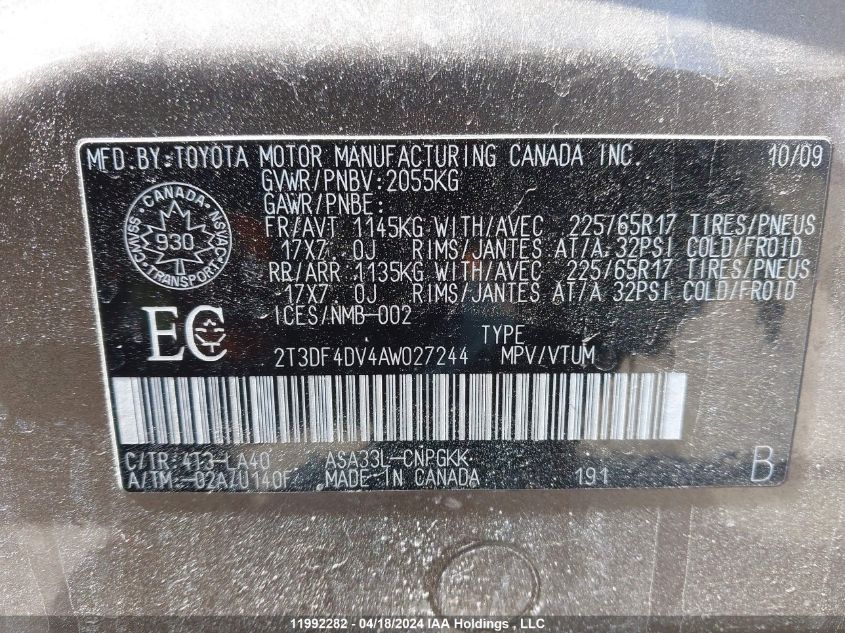 MFD.BY:TOYOTA MOTOR MANUFACTURING CANADA INC. 10/09
GVWR/PNBV:2055KG
GAWR/PNBE:
FR/AVT 1145KG WITH/AVEC 225/65R17 TIRES/PNEUS
17X7 0J RIMS/JANTES AT/A 32PSI COLD/FROID
RR/ARR 1135KG WITH/AVEC 225/65R17 TIRES/PNEUS
17X7 0J RIMS/JANTES AT/A 32PSI COLD/FROID
ICES/NMB-002
CANADA
CMVSS NSVAC
930
TRANSPORT
EC
TYPE
2T3DF4DV4AW027244 MPV/VTUM
C/TR:4T3-LA40 ASA33L-CNPGKK
A/TM:-02A/U140F MADE-IN CANADA 191 B
11992282 - 04/18/2024 IAA Holdings, LLC. Copyright